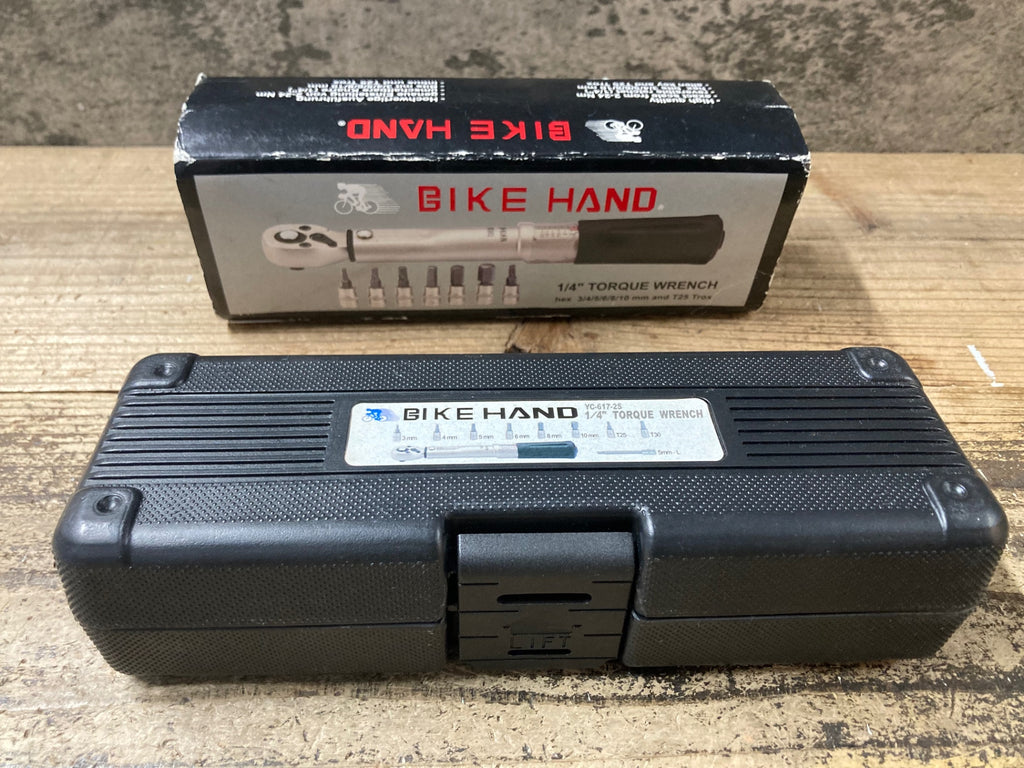 BIKE HAND
BIKE HAND
1/4" TORQUE WRENCH
hex 3/4/5/6/8/10 mm and T25 Trox
BIKE HAND
YC-617-2S
1/4" TORQUE WRENCH
3mm 4mm 5mm 6mm 8mm 10mm T25 T30
5mm / L
LIFT